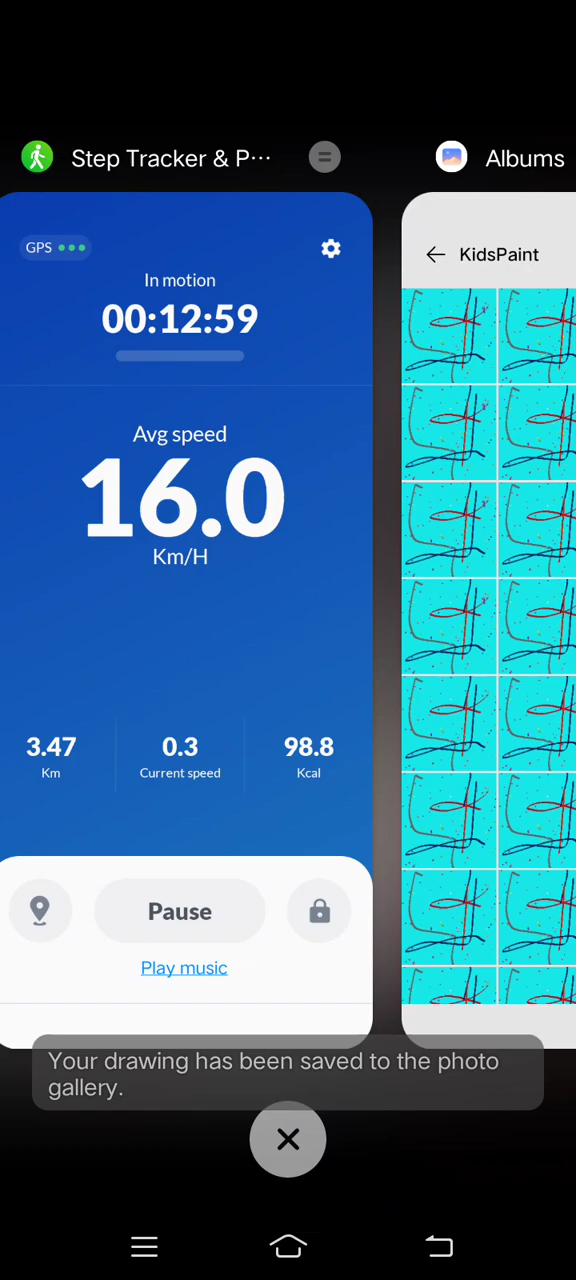 Step Tracker & P...
Albums
GPS
In motion
00:12:59
Avg speed
16.0
Km/H
3.47
Km
0.3
Current speed
98.8
Kcal
Pause
Play music
KidsPaint
Your drawing has been saved to the photo
gallery.